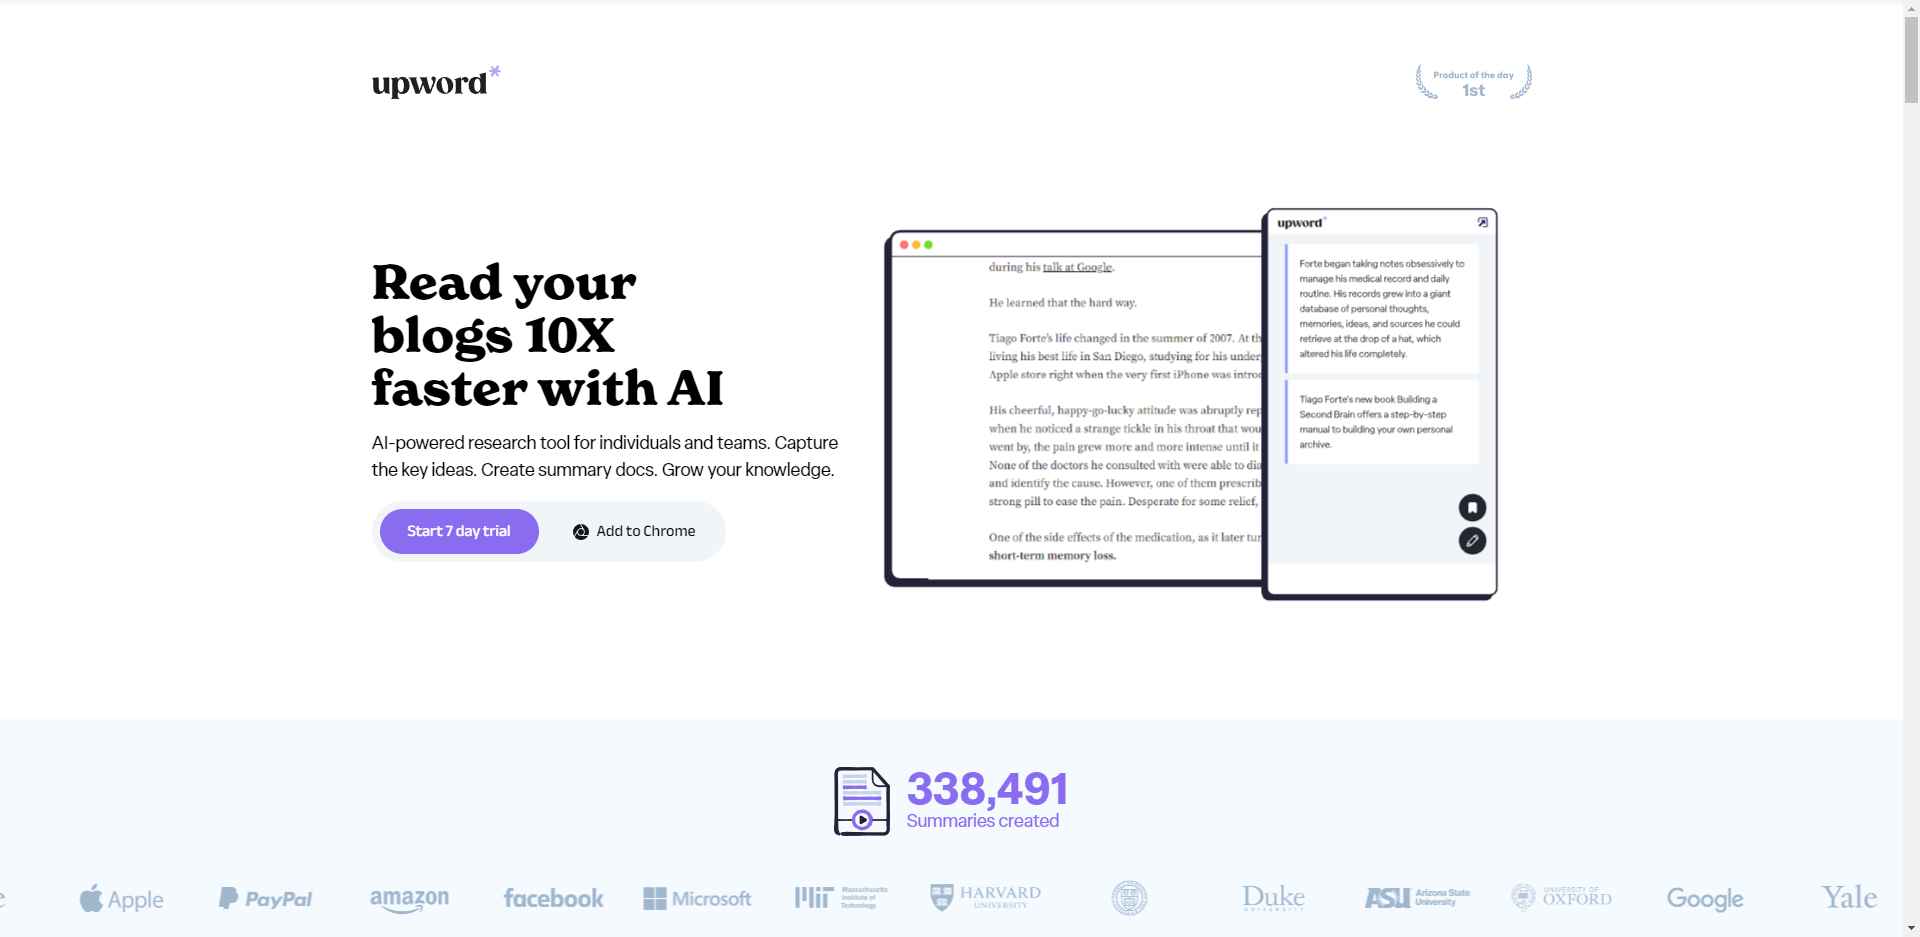 upword*
Product of the day
1st
Read your
blogs 10X
faster with AI
AI-powered research tool for individuals and teams. Capture
the key ideas. Create summary docs. Grow your knowledge.
Start 7 day trial
Add to Chrome
during his talk at Google.
He learned that the hard way.
Tiago Forte's life changed in the summer of 2007. At th
living his best life in San Diego, studying for his under
Apple store right when the very first iPhone was introd
His cheerful, happy-go-lucky attitude was abruptly rep
when he noticed a strange tickle in his throat that wou
went by, the pain grew more and more intense until it
None of the doctors he consulted with were able to dia
and identify the cause. However, one of them prescrib
strong pill to ease the pain. Desperate for some relief,
One of the side effects of the medication, as it later tur
short-term memory loss.
upword*
Forte began taking notes obsessively to
manage his medical record and daily
routine. His records grew into a giant
database of personal thoughts,
memories, ideas, and sources he could
retrieve at the drop of a hat, which
altered his life completely.
Tiago Forte's new book Building a
Second Brain offers a step-by-step
manual to building your own personal
archive.
338,491
Summaries created
e
Apple
PayPal
amazon
facebook
Microsoft
MIT
Massachusetts
Institute of
Technology
HARVARD
UNIVERSITY
Duke
UNIVERSITY
ASU
Arizona State
University
UNIVERSITY OF
OXFORD
Google
Yale